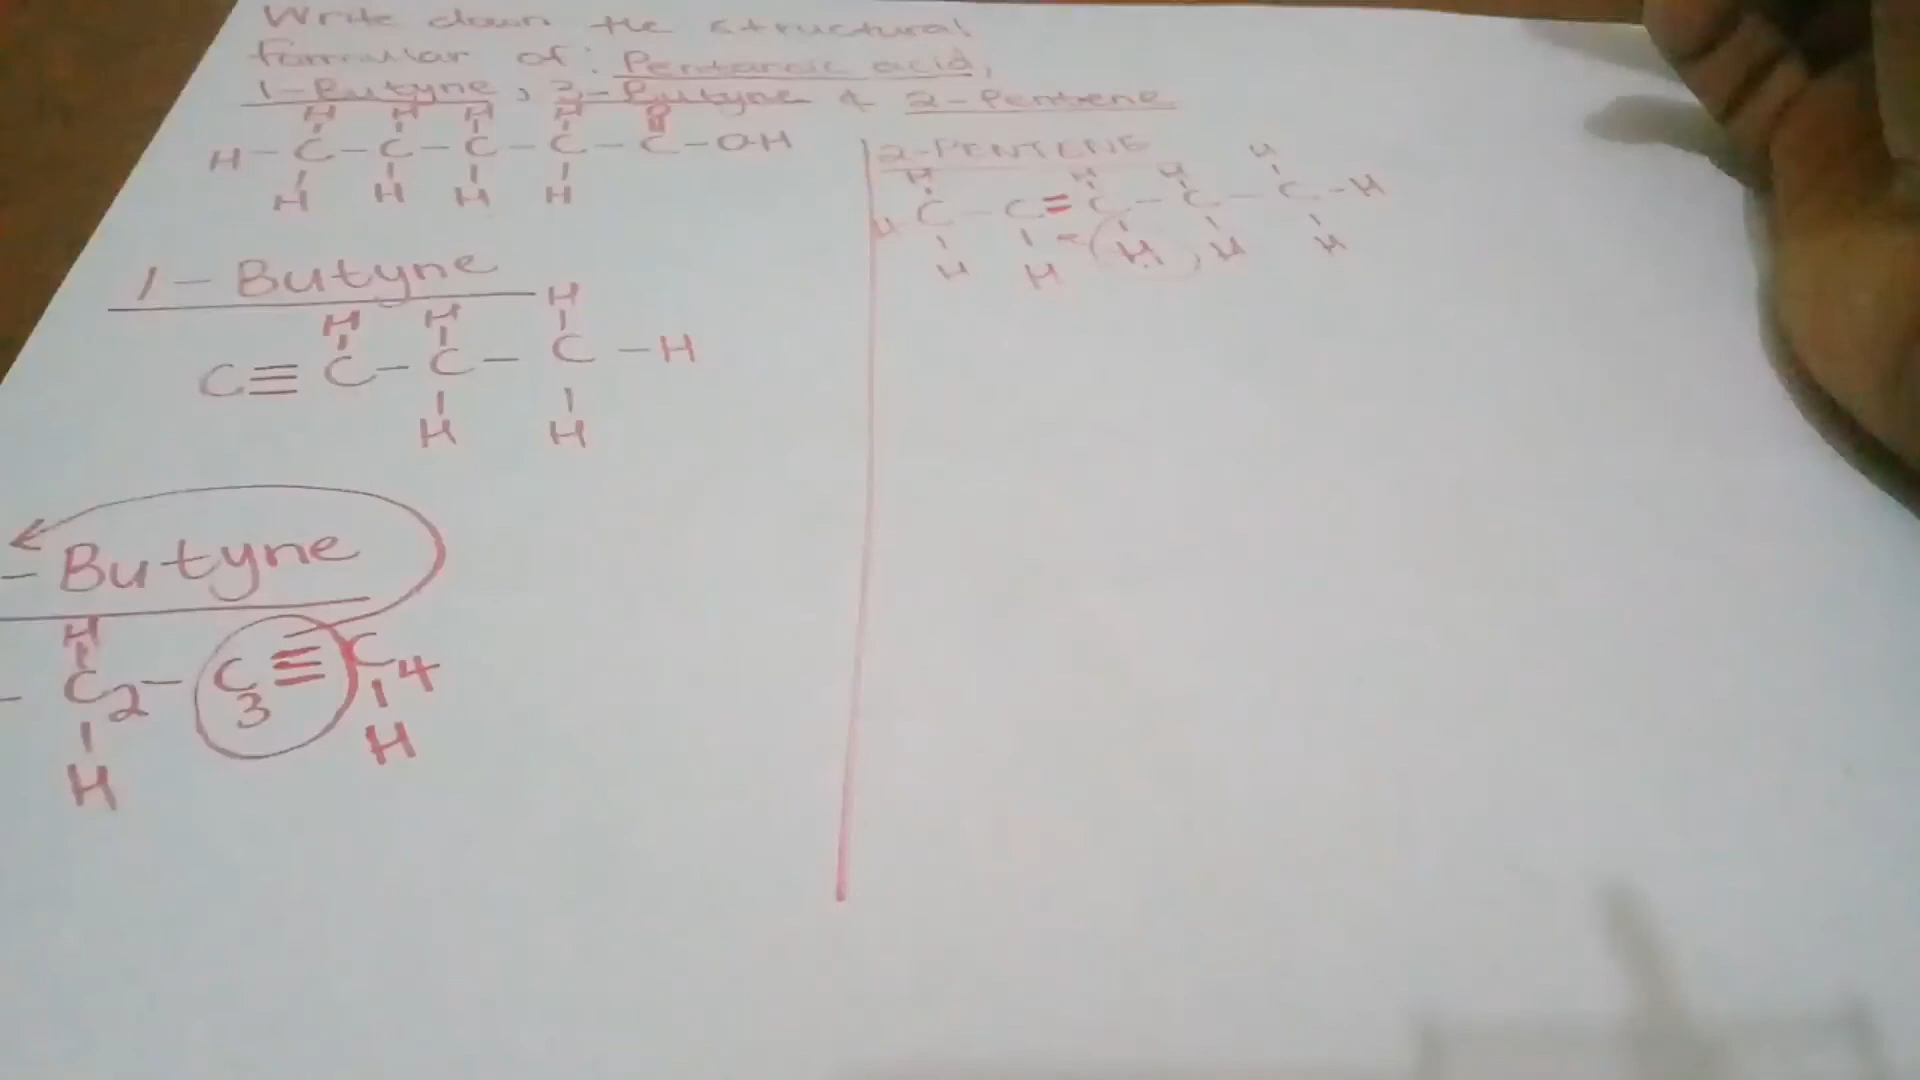 Write down the structural
formular of: Pentanoic acid,
1-Butyne, 3-Butyne & 2-Pentene
H H H H O
H - C - C - C - C - C - OH
H H H H
1 - Butyne
H H H
C ≡ C - C - C - H
H H
- Butyne
H
- C2 - C3 ≡ C4
H H
2-PENTENE
H H H H
H C - C = C - C - C - H
H H H H H